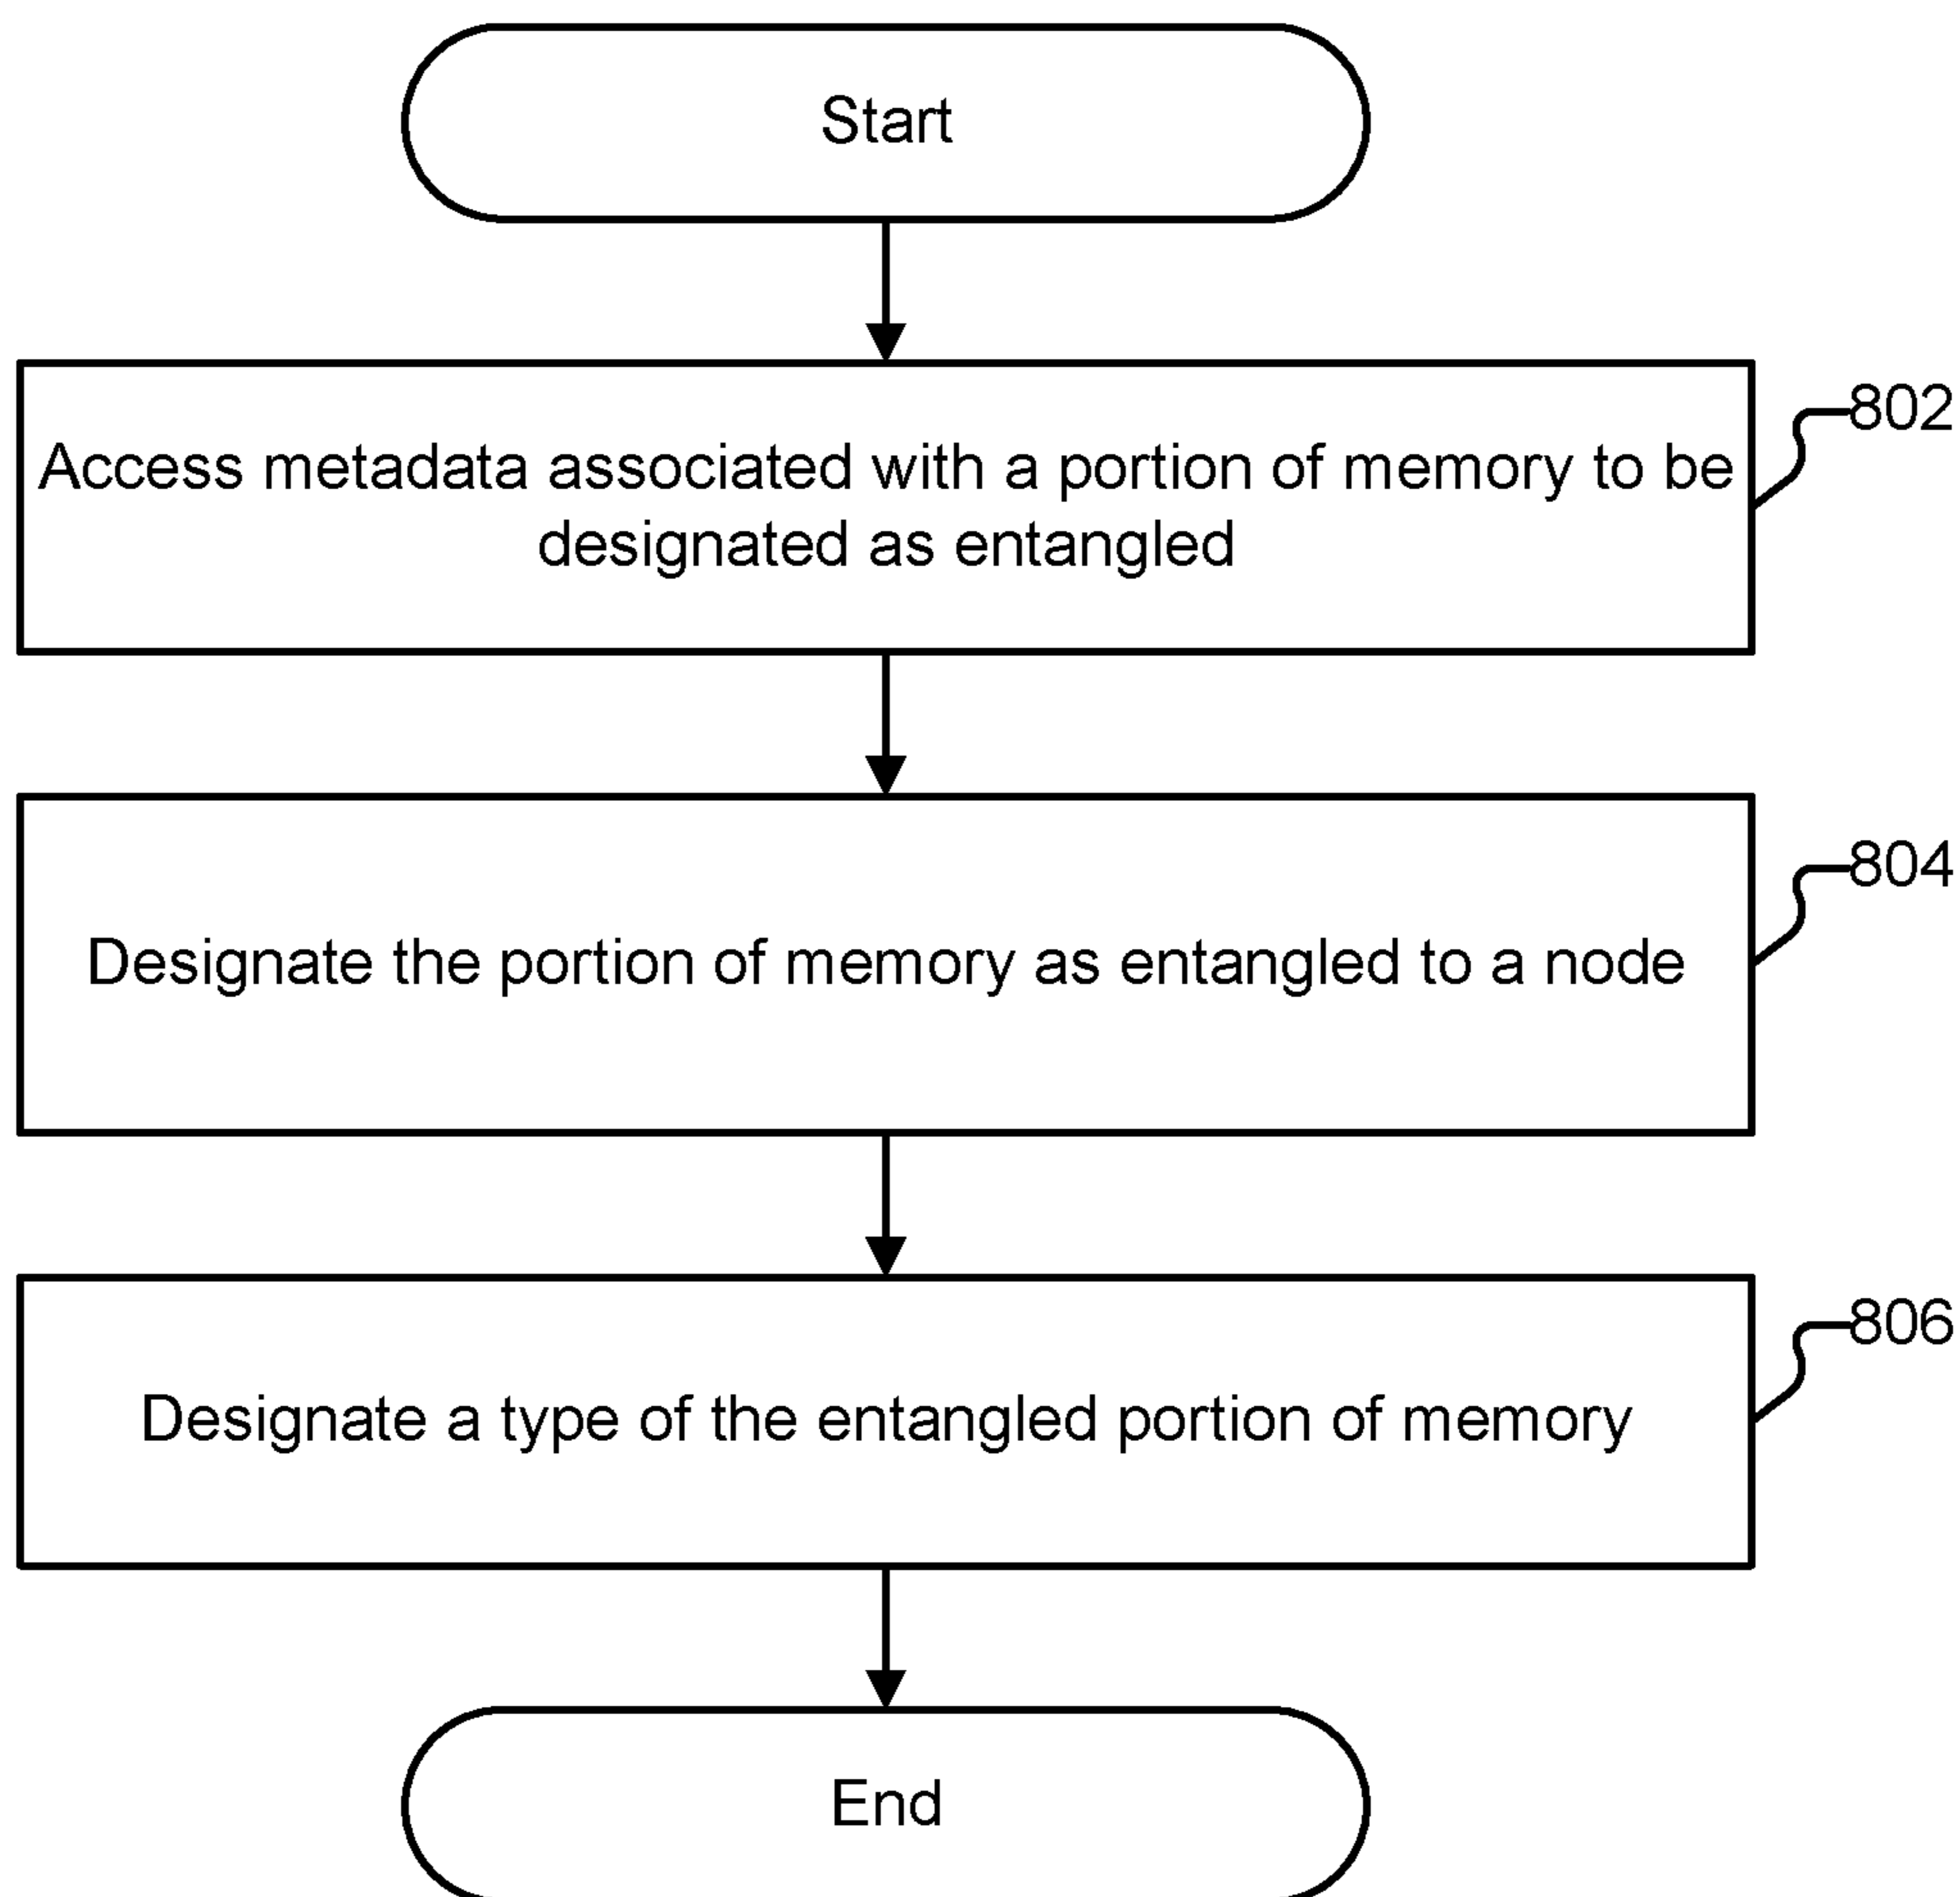 Start
802
Access metadata associated with a portion of memory to be
designated as entangled
804
Designate the portion of memory as entangled to a node
806
Designate a type of the entangled portion of memory
End